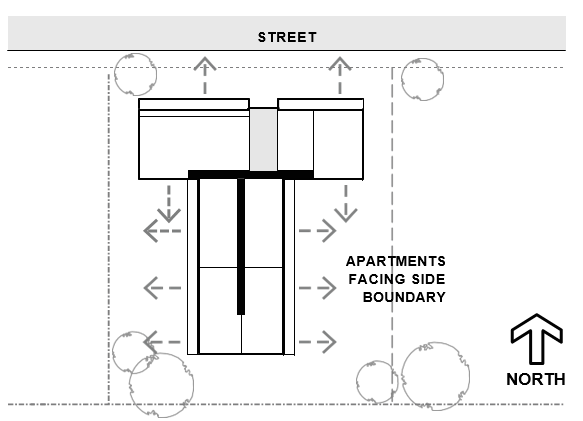 STREET
APARTMENTS
FACING SIDE
BOUNDARY
NORTH